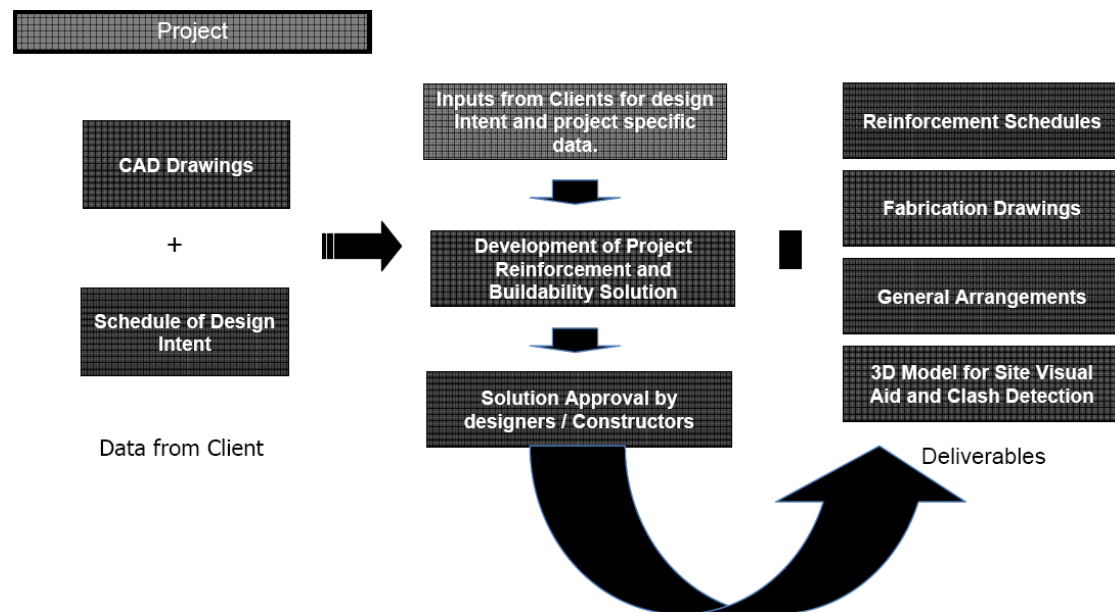 Project
CAD Drawings
+
Schedule of Design
Intent
Data from Client
Inputs from Clients for design
Intent and project specific
data.
Development of Project
Reinforcement and
Buildability Solution
Solution Approval by
designers / Constructors
Reinforcement Schedules
Fabrication Drawings
General Arrangements
3D Model for Site Visual
Aid and Clash Detection
Deliverables